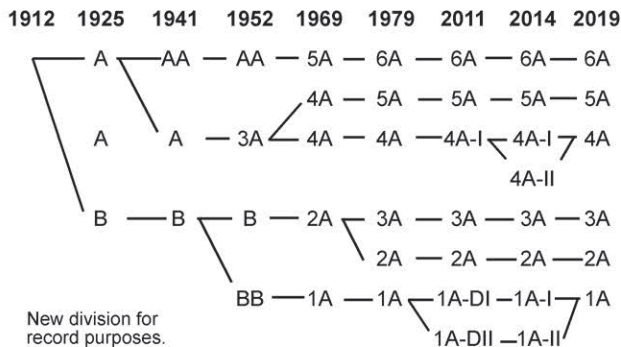 1912 1925 1941 1952 1969 1979 2011 2014 2019
A AA AA 5A 6A 6A 6A 6A
4A 5A 5A 5A 5A
A A 3A 4A 4A 4A-I 4A-I 4A
4A-II
B B B 2A 3A 3A 3A 3A
2A 2A 2A 2A
BB 1A 1A 1A-DI 1A-I 1A
1A-DII 1A-II
New division for
record purposes.